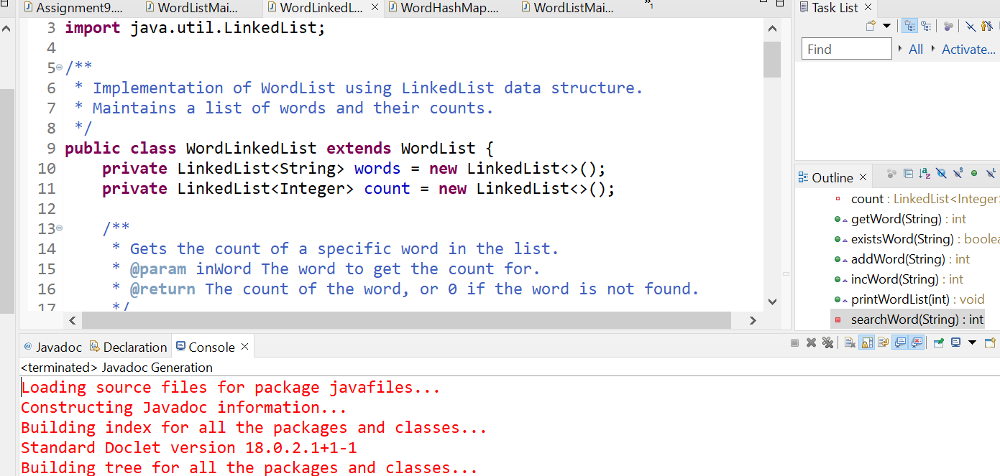 Assignment9.... WordListMai... WordLinkedL... WordHashMap.... WordListMai... »1
3 import java.util.LinkedList;
4
5 /**
6 * Implementation of WordList using LinkedList data structure.
7 * Maintains a list of words and their counts.
8 */
9 public class WordLinkedList extends WordList {
10 private LinkedList<String> words = new LinkedList<>();
11 private LinkedList<Integer> count = new LinkedList<>();
12
13 /**
14 * Gets the count of a specific word in the list.
15 * @param inWord The word to get the count for.
16 * @return The count of the word, or 0 if the word is not found.
17 */
Task List
Find All Activate...
Outline
count : LinkedList<Integer>
getWord(String) : int
existsWord(String) : boolea
addWord(String) : int
incWord(String) : int
printWordList(int) : void
searchWord(String) : int
@ Javadoc Declaration Console
<terminated> Javadoc Generation
Loading source files for package javafiles...
Constructing Javadoc information...
Building index for all the packages and classes...
Standard Doclet version 18.0.2.1+1-1
Building tree for all the packages and classes...